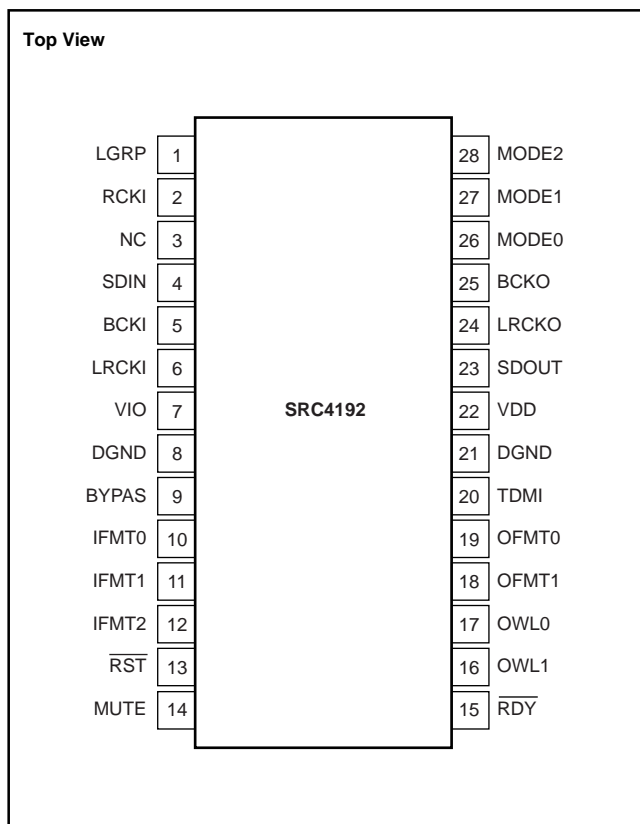 Top View
LGRP 1
RCKI 2
NC 3
SDIN 4
BCKI 5
LRCKI 6
VIO 7
DGND 8
BYPAS 9
IFMT0 10
IFMT1 11
IFMT2 12
RST 13
MUTE 14
SRC4192
28 MODE2
27 MODE1
26 MODE0
25 BCKO
24 LRCKO
23 SDOUT
22 VDD
21 DGND
20 TDMI
19 OFMT0
18 OFMT1
17 OWL0
16 OWL1
15 RDY